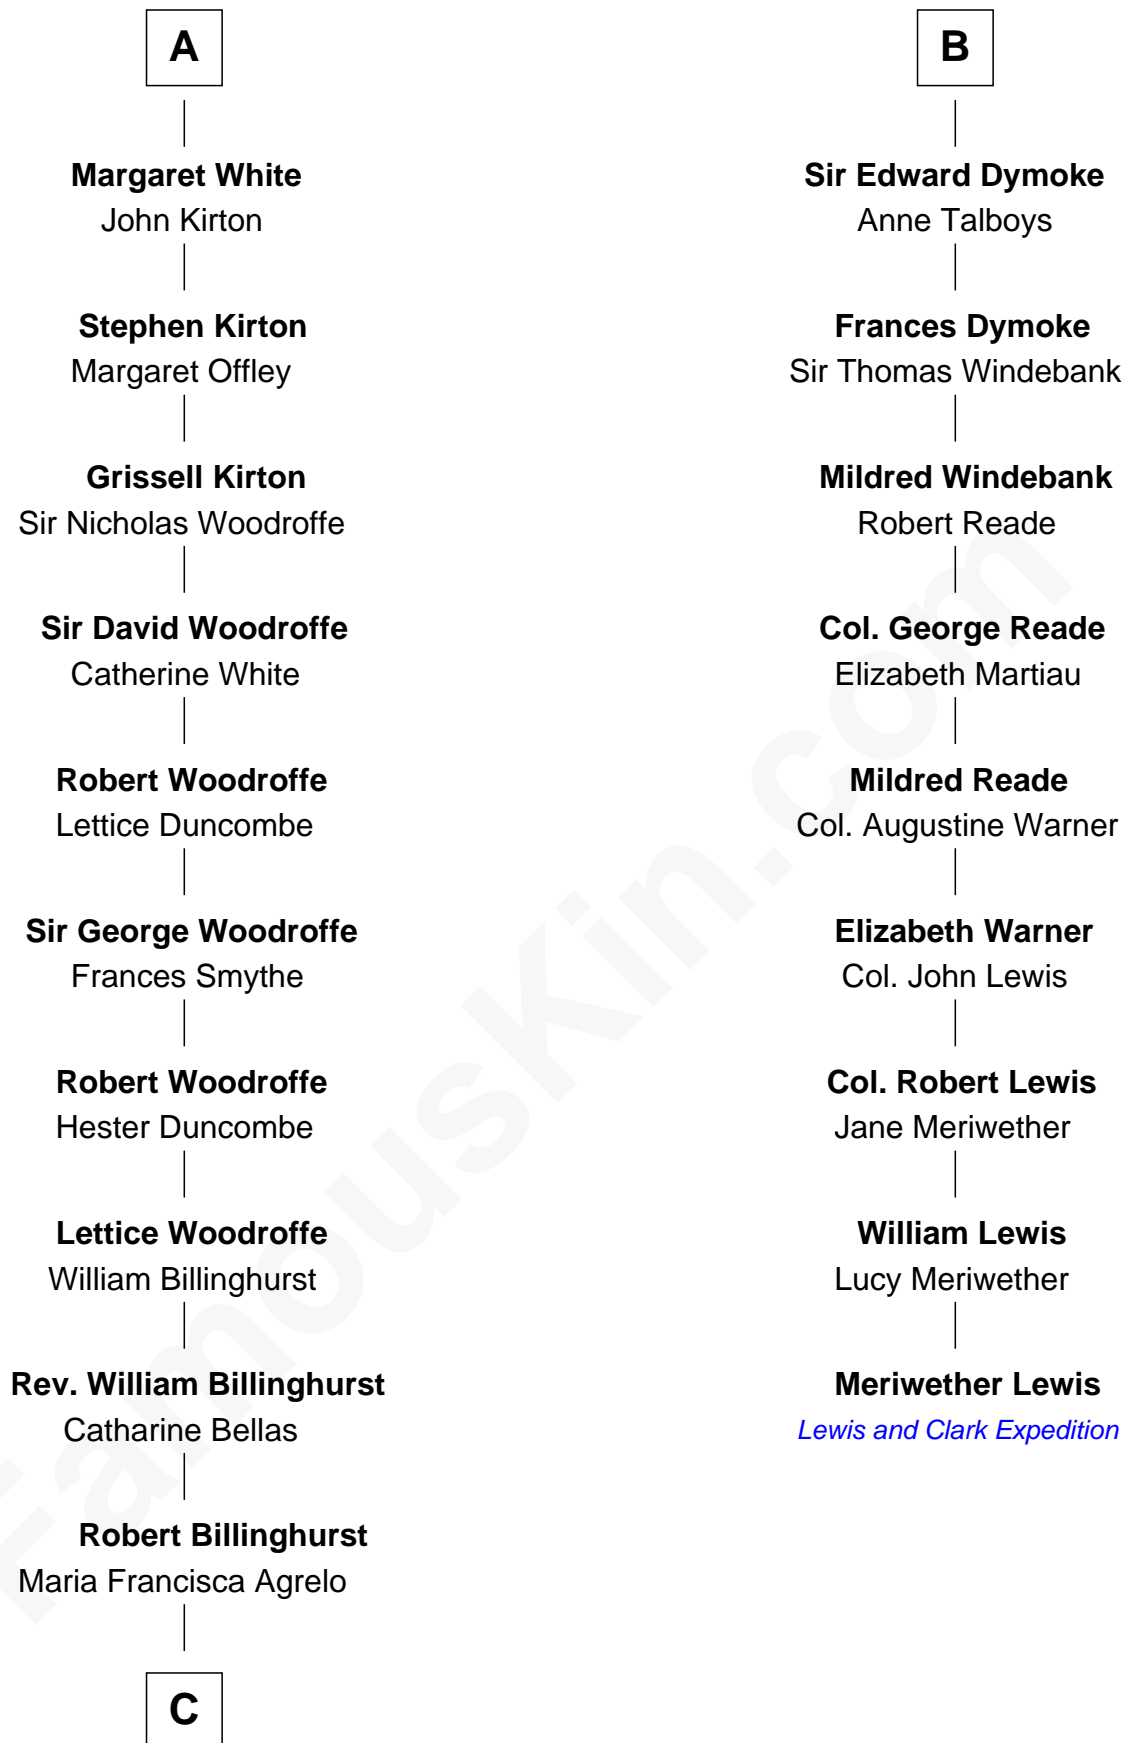 A
Margaret White
John Kirton
Stephen Kirton
Margaret Offley
Grissell Kirton
Sir Nicholas Woodroffe
Sir David Woodroffe
Catherine White
Robert Woodroffe
Lettice Duncombe
Sir George Woodroffe
Frances Smythe
Robert Woodroffe
Hester Duncombe
Lettice Woodroffe
William Billinghurst
Rev. William Billinghurst
Catharine Bellas
Robert Billinghurst
Maria Francisca Agrelo
C
B
Sir Edward Dymoke
Anne Talboys
Frances Dymoke
Sir Thomas Windebank
Mildred Windebank
Robert Reade
Col. George Reade
Elizabeth Martiau
Mildred Reade
Col. Augustine Warner
Elizabeth Warner
Col. John Lewis
Col. Robert Lewis
Jane Meriwether
William Lewis
Lucy Meriwether
Meriwether Lewis
Lewis and Clark Expedition
FamousKin.com